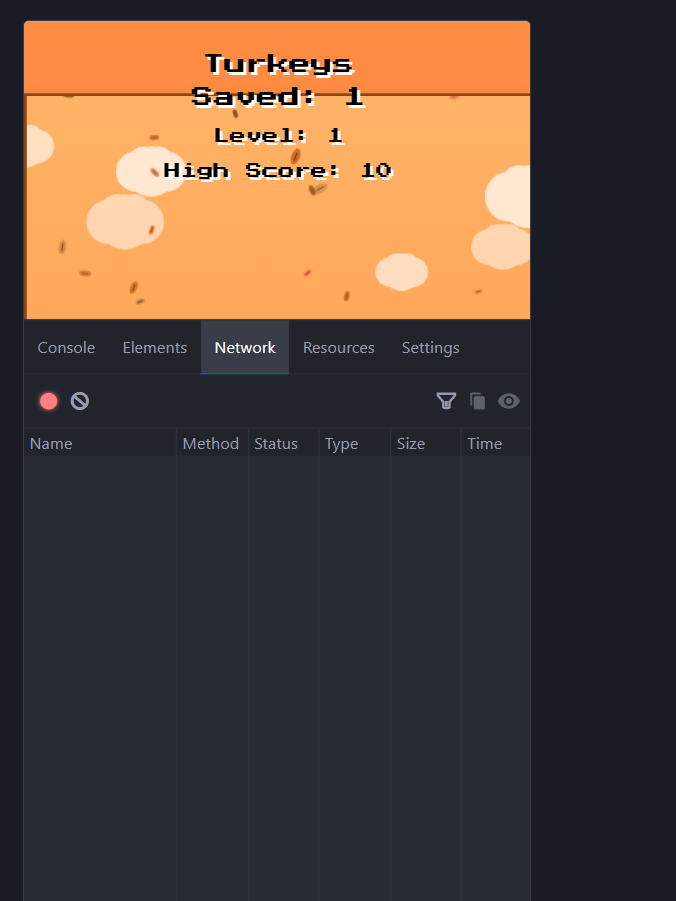 Turkeys
Saved: 1
Level: 1
High Score: 10
Console Elements Network Resources Settings
Name Method Status Type Size Time